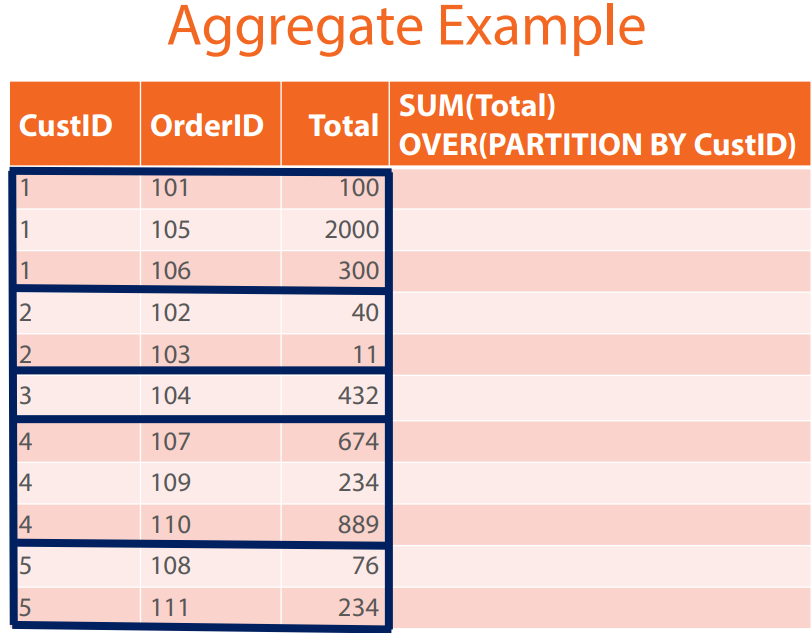 Aggregate Example
CustID OrderID Total SUM(Total)
OVER(PARTITION BY CustID)
1 101 100
1 105 2000
1 106 300
2 102 40
2 103 11
3 104 432
4 107 674
4 109 234
4 110 889
5 108 76
5 111 234